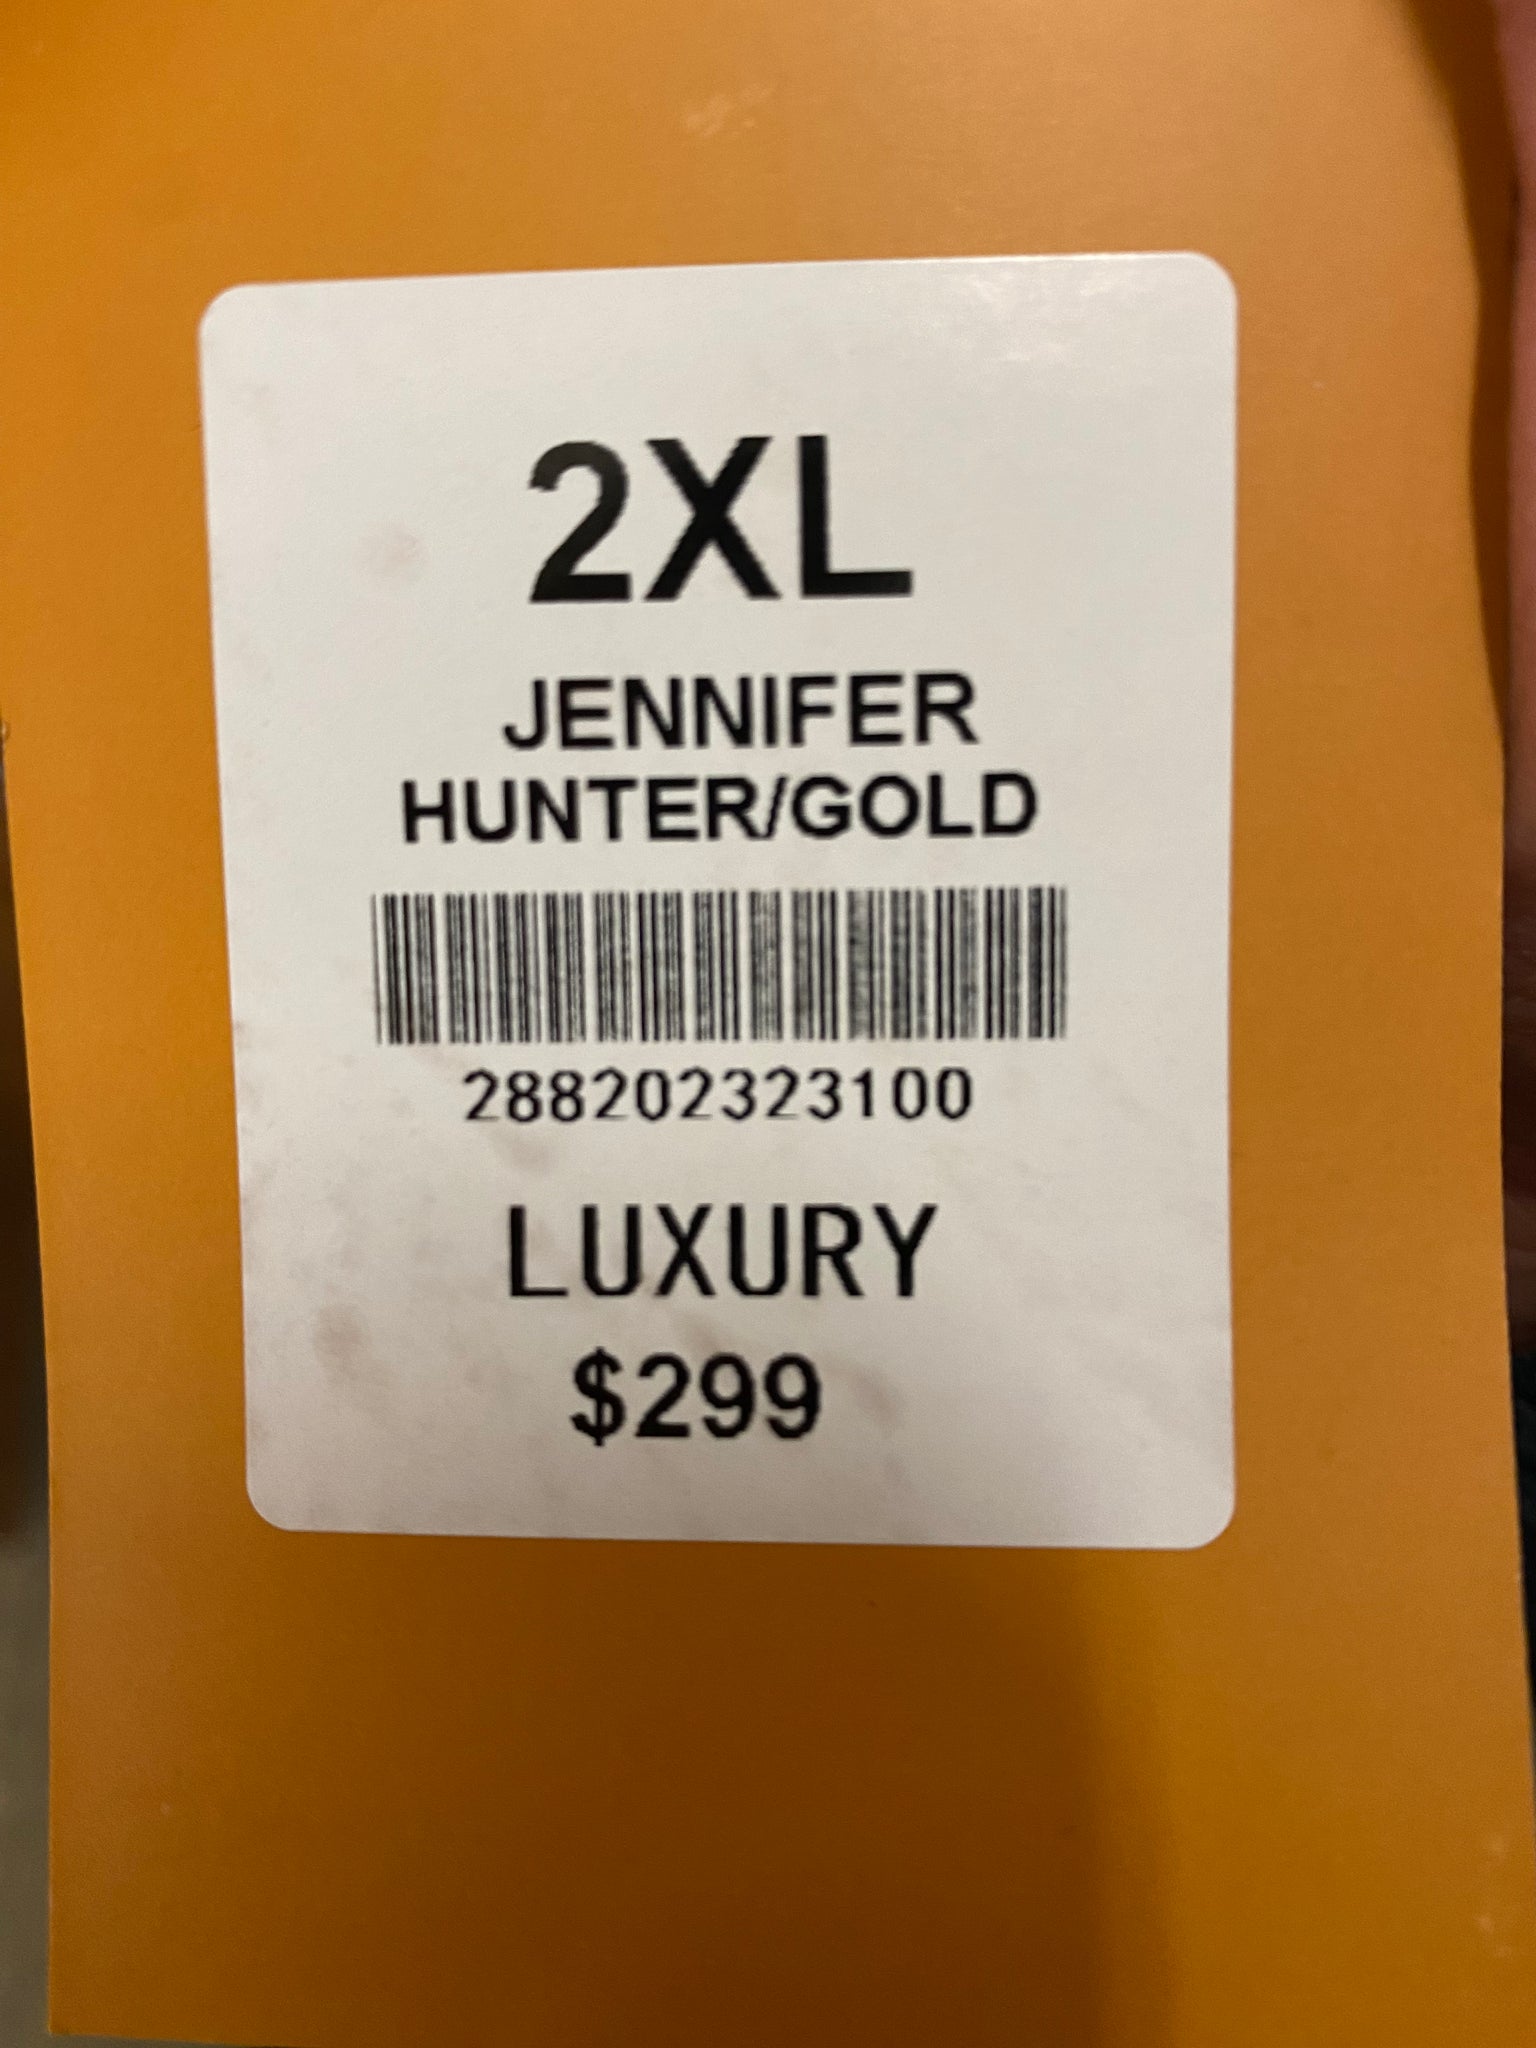 2XL
JENNIFER
HUNTER/GOLD
288202323100
LUXURY
$299